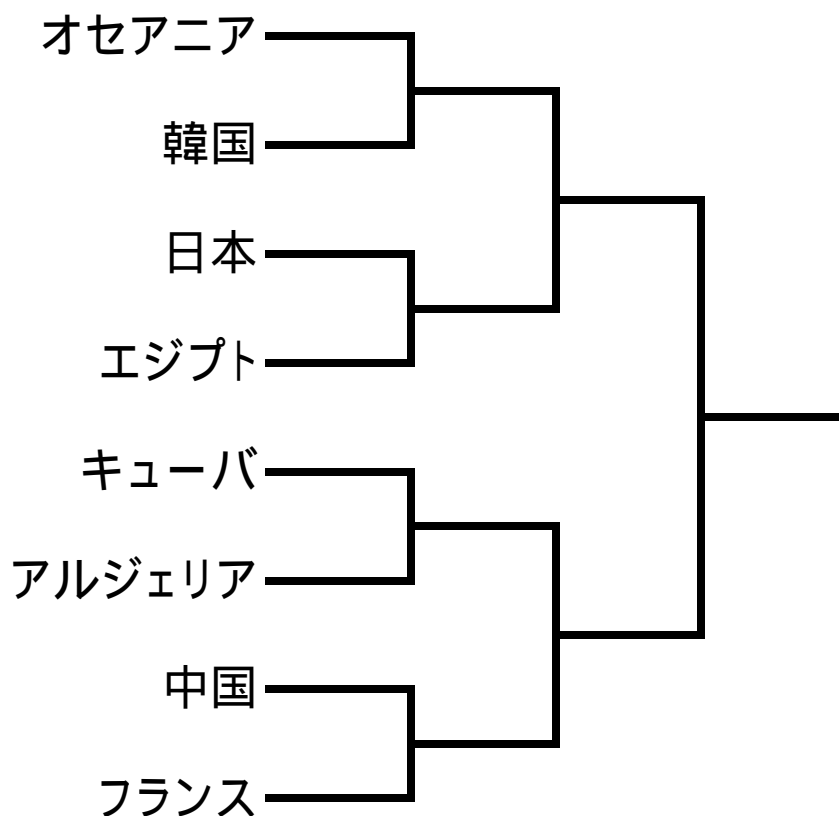 オセアニア
韓国
日本
エジプト
キューバ
アルジェリア
中国
フランス